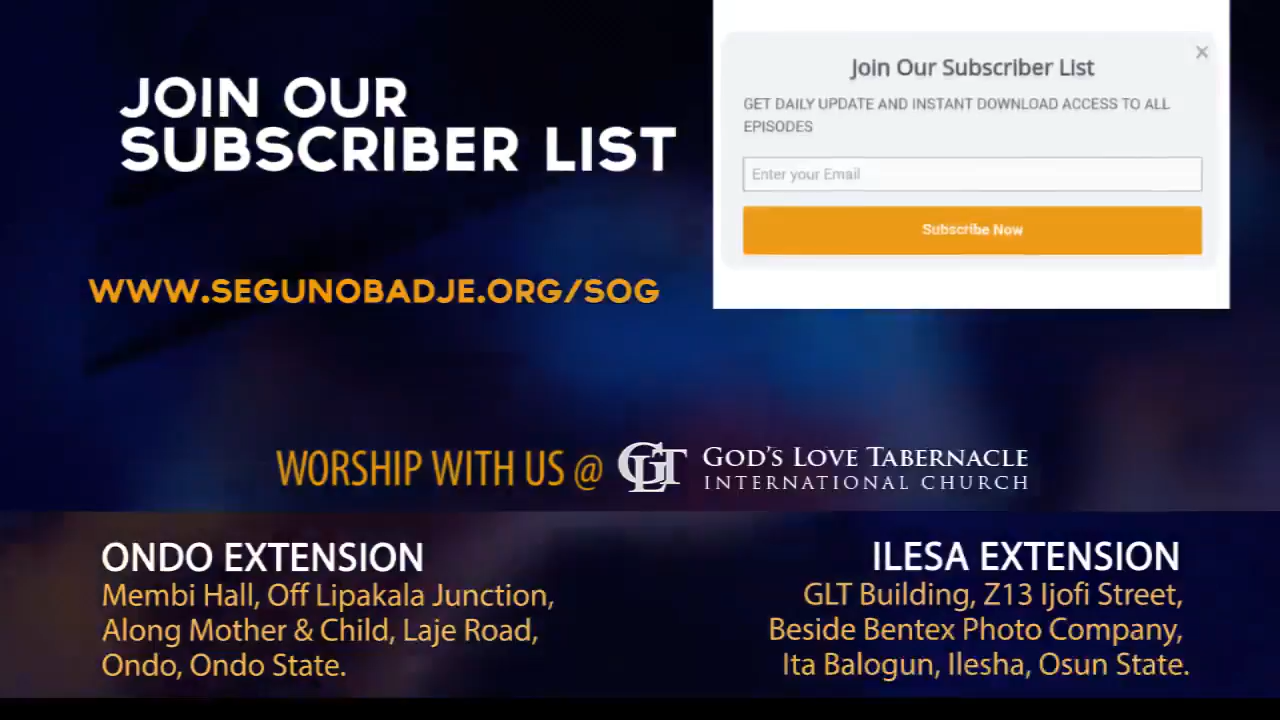 JOIN OUR
SUBSCRIBER LIST
WWW.SEGUNOBADJE.ORG/SOG
×
Join Our Subscriber List
GET DAILY UPDATE AND INSTANT DOWNLOAD ACCESS TO ALL
EPISODES
Enter your Email
Subscribe Now
WORSHIP WITH US @ GLT GOD'S LOVE TABERNACLE
INTERNATIONAL CHURCH
ONDO EXTENSION
Membi Hall, Off Lipakala Junction,
Along Mother & Child, Laje Road,
Ondo, Ondo State.
ILESA EXTENSION
GLT Building, Z13 Ijofi Street,
Beside Bentex Photo Company,
Ita Balogun, Ilesha, Osun State.